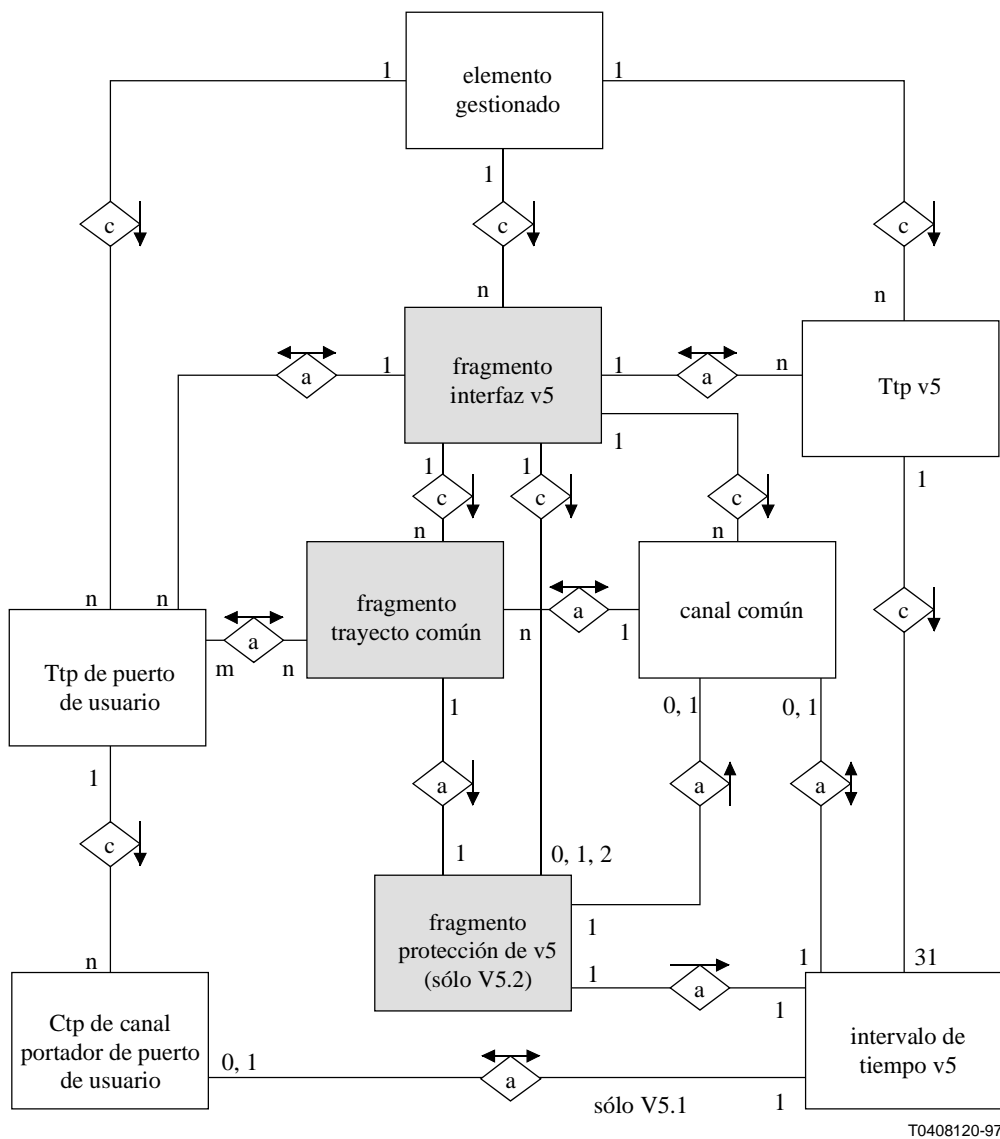 1
elemento
gestionado
1
1
c
c
c
n
n
a
1
fragmento
interfaz v5
1
a
n
Ttp v5
1
1
1
1
c
c
c
n
n
n
n
a
fragmento
trayecto común
a
canal común
c
n
1
m
n
Ttp de puerto
de usuario
1
0, 1
0, 1
1
a
a
a
c
1
0, 1, 2
n
fragmento
protección de v5
(sólo V5.2)
1
1
a
1
31
1
Ctp de canal
portador de puerto
de usuario
0, 1
a
sólo V5.1
1
intervalo de
tiempo v5
T0408120-97